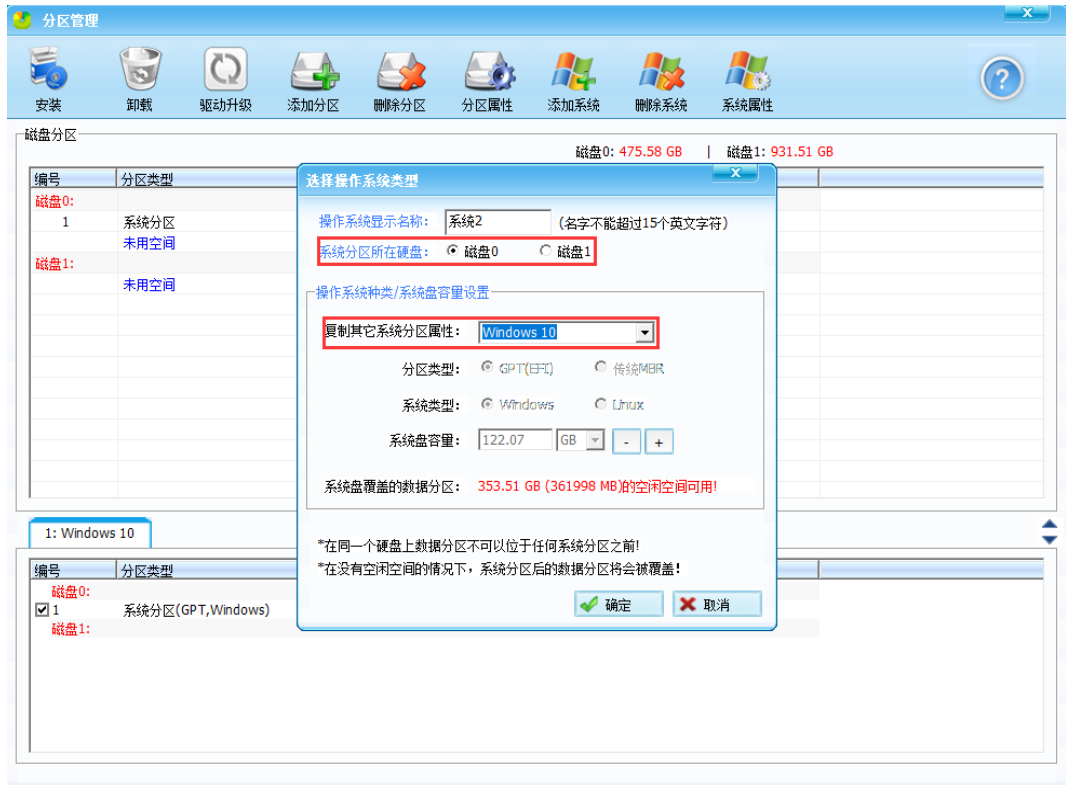 分区管理
安装 卸载 驱动升级 添加分区 删除分区 分区属性 添加系统 删除系统 系统属性
磁盘分区
磁盘0: 475.58 GB | 磁盘1: 931.51 GB
编号 分区类型
磁盘0:
1 系统分区
未用空间
磁盘1:
未用空间
选择操作系统类型
操作系统显示名称: 系统2 (名字不能超过15个英文字符)
系统分区所在硬盘: 磁盘0 磁盘1
操作系统种类/系统盘容量设置
复制其它系统分区属性: Windows 10
分区类型: GPT(EFI) 传统MBR
系统类型: Windows Linux
系统盘容量: 122.07 GB - +
系统盘覆盖的数据分区: 353.51 GB (361998 MB)的空闲空间可用!
*在同一个硬盘上数据分区不可以位于任何系统分区之前!
*在没有空闲空间的情况下，系统分区后的数据分区将会被覆盖!
确定 取消
1: Windows 10
编号 分区类型
磁盘0:
1 系统分区(GPT,Windows)
磁盘1: